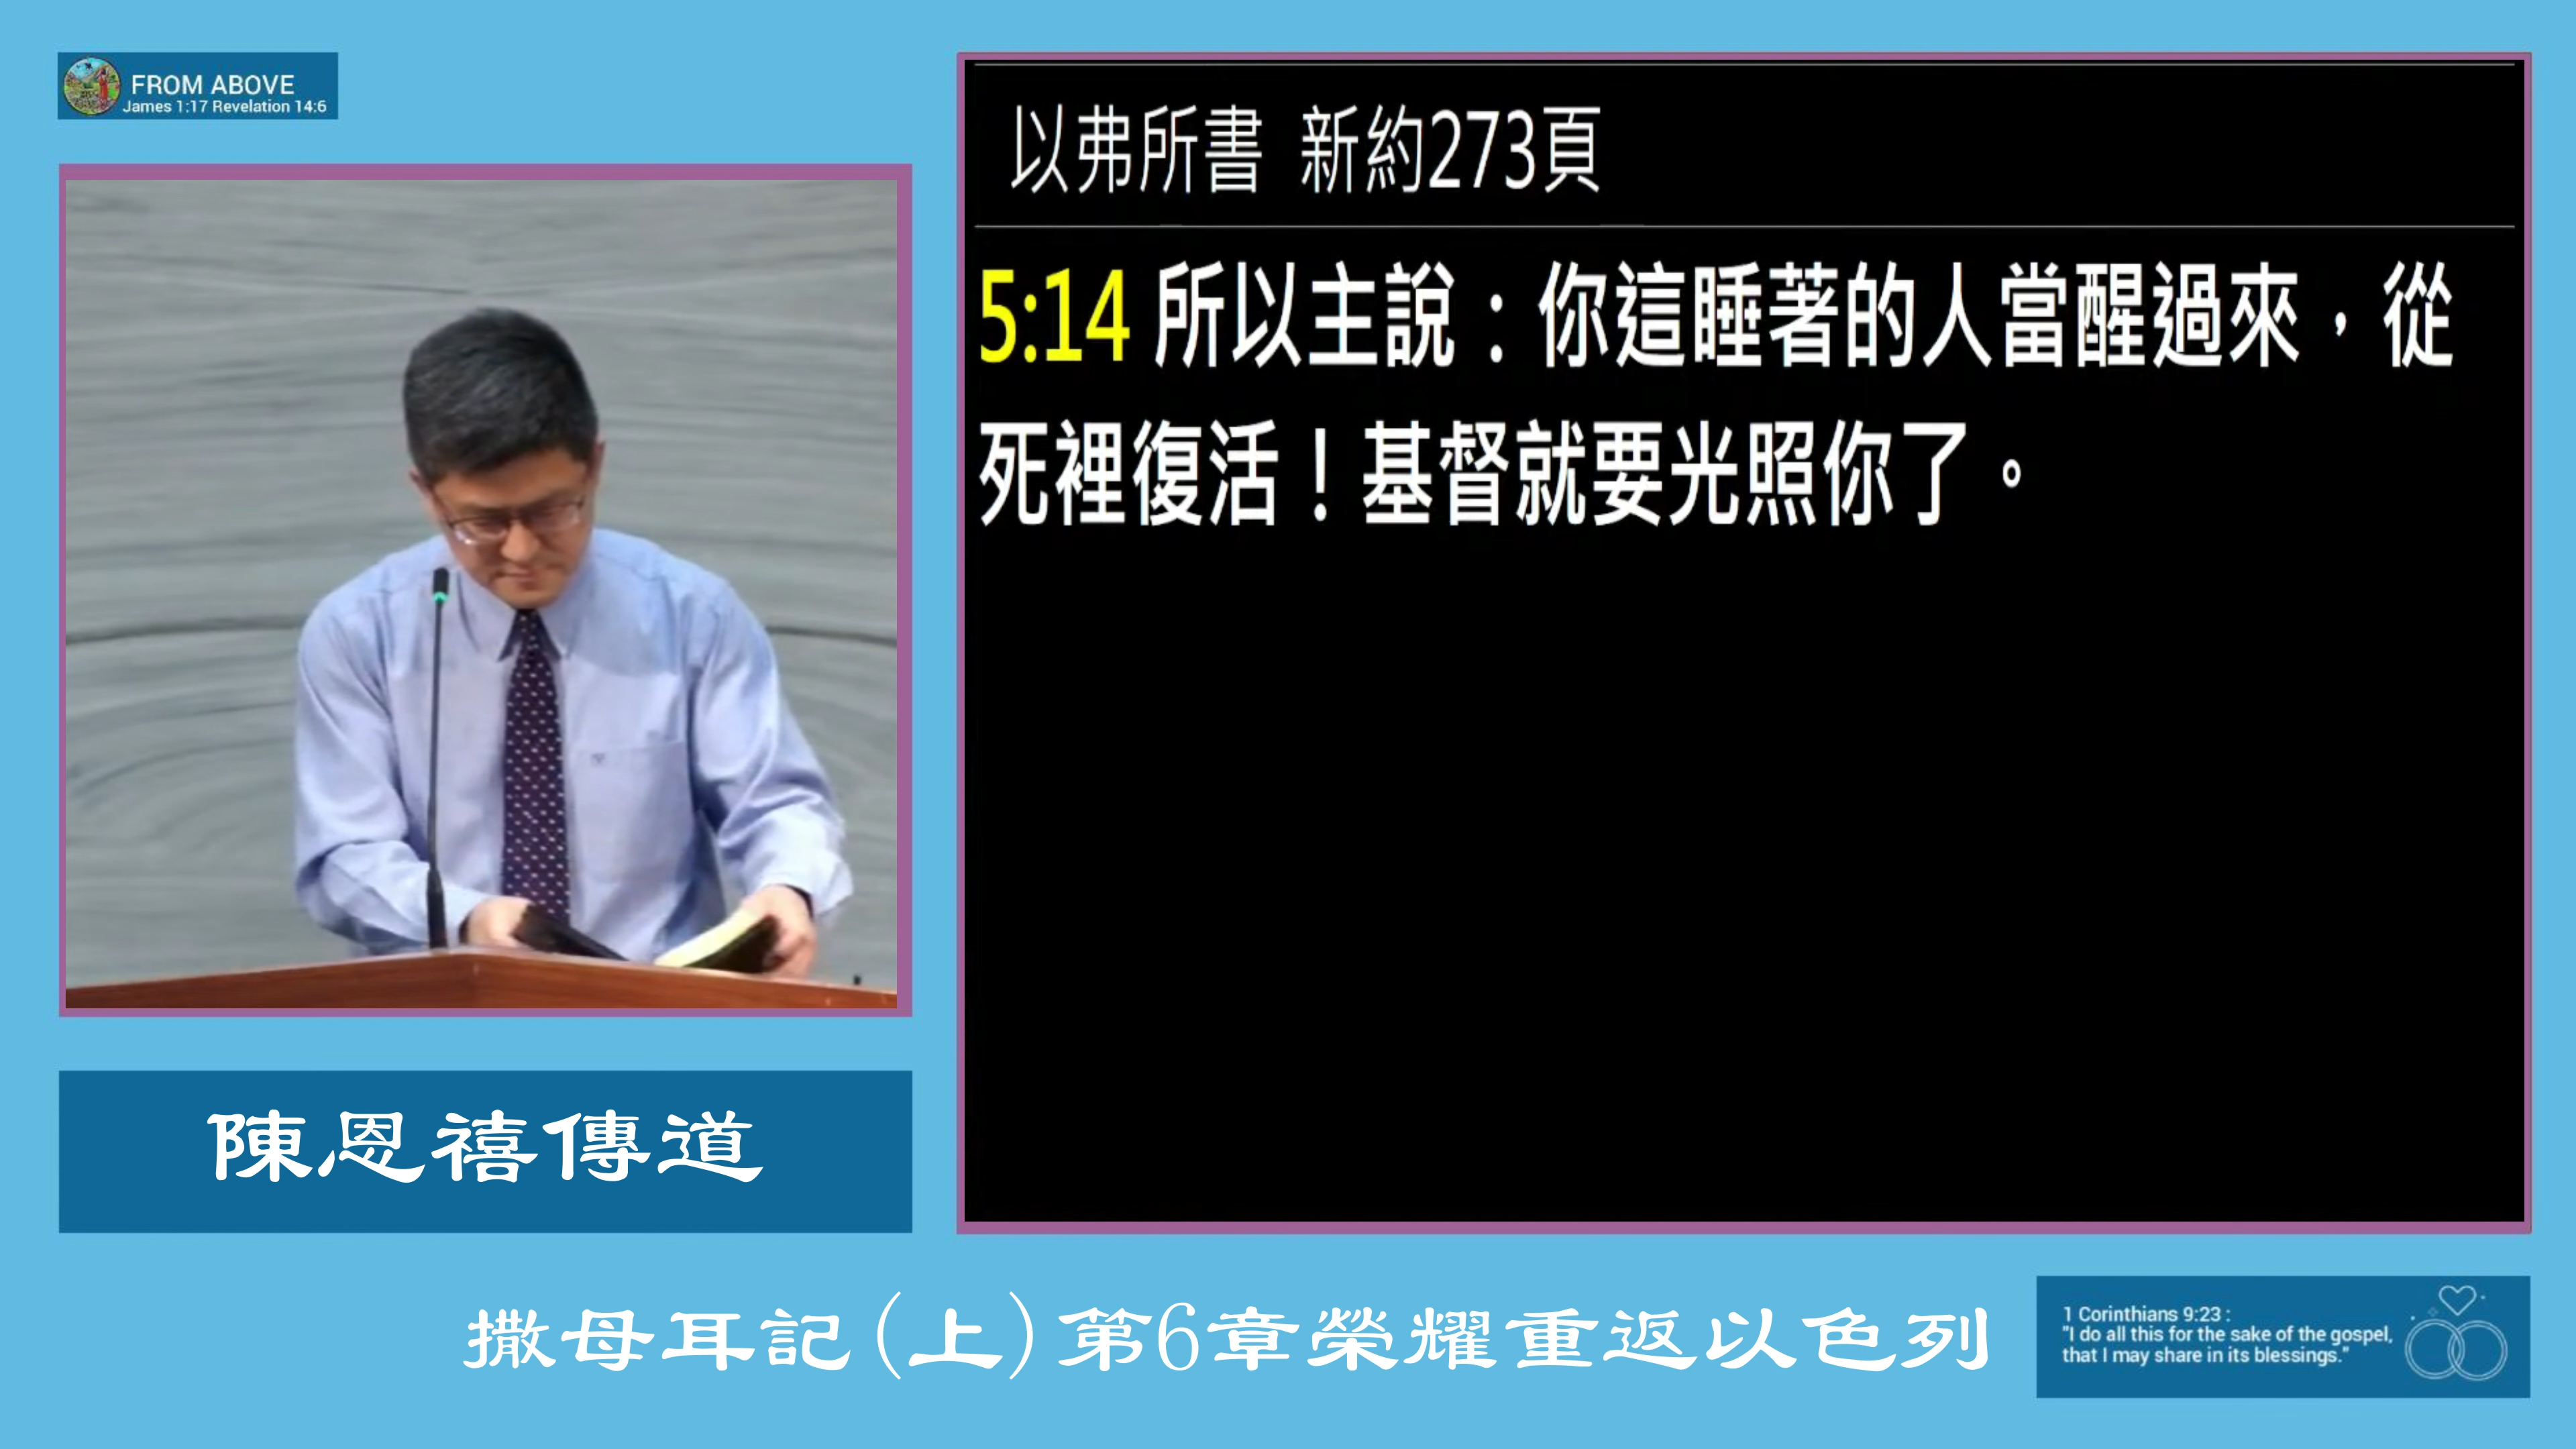 FROM ABOVE
James 1:17 Revelation 14:6
以弗所書 新約273頁
5:14 所以主說：你這睡著的人當醒過來，從
死裡復活！基督就要光照你了。
陳恩禧傳道
撒母耳記(上)第6章榮耀重返以色列
1 Corinthians 9:23 :
"I do all this for the sake of the gospel,
that I may share in its blessings."